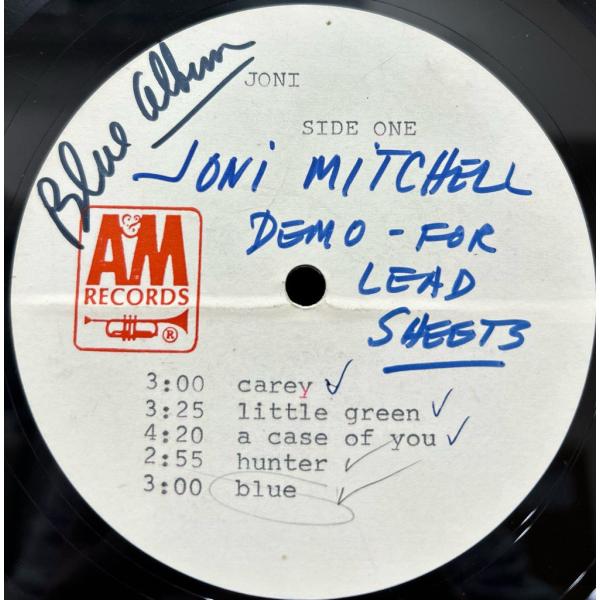 Blue Album
JONI
SIDE ONE
JONI MITCHELL
DEMO - FOR
LEAD
SHEETS
A&M
RECORDS
®
3:00 carey ✓
3:25 little green ✓
4:20 a case of you ✓
2:55 hunter ✓
3:00 blue ✓